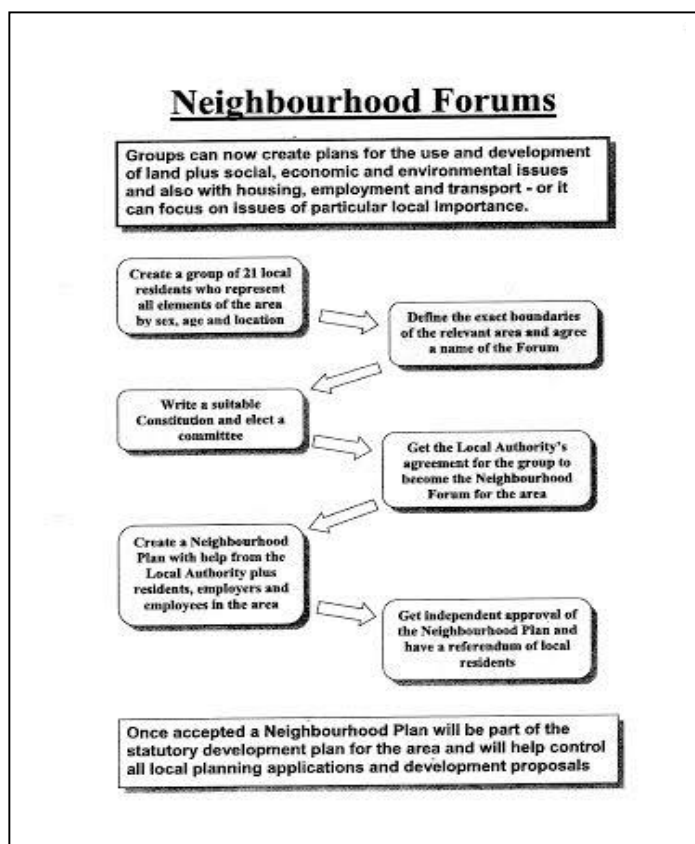 Neighbourhood Forums
Groups can now create plans for the use and development
of land plus social, economic and environmental issues
and also with housing, employment and transport - or it
can focus on issues of particular local importance.
Create a group of 21 local
residents who represent
all elements of the area
by sex, age and location
Define the exact boundaries
of the relevant area and agree
a name of the Forum
Write a suitable
Constitution and elect a
committee
Get the Local Authority's
agreement for the group to
become the Neighbourhood
Forum for the area
Create a Neighbourhood
Plan with help from the
Local Authority plus
residents, employers and
employees in the area
Get independent approval of
the Neighbourhood Plan and
have a referendum of local
residents
Once accepted a Neighbourhood Plan will be part of the
statutory development plan for the area and will help control
all local planning applications and development proposals